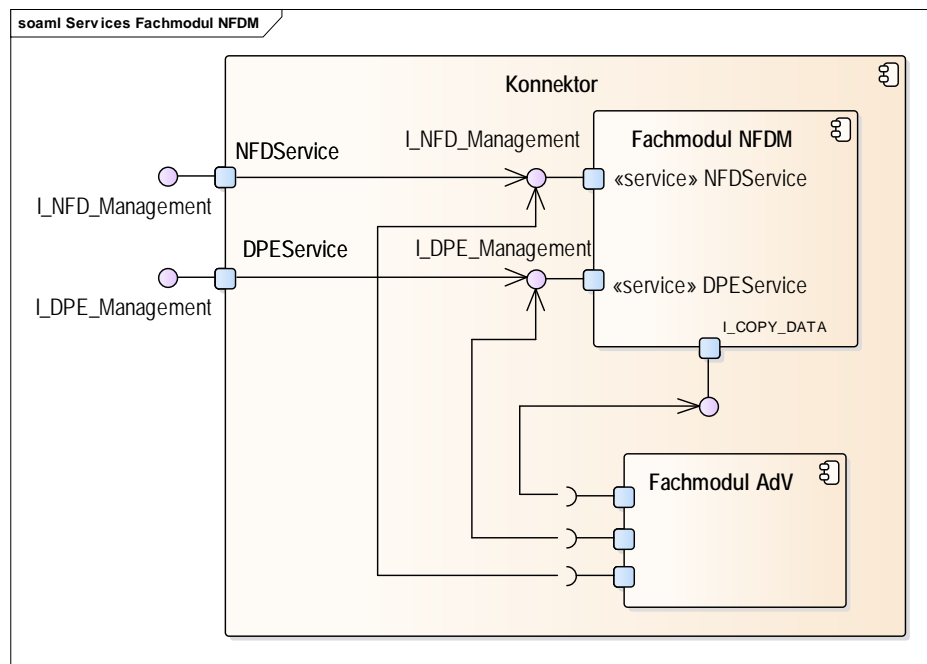 soaml Services Fachmodul NFDM
Konnektor
I_NFD_Management
Fachmodul NFDM
NFDService
«service» NFDService
I_NFD_Management
DPEService
I_DPE_Management
«service» DPEService
I_DPE_Management
I_COPY_DATA
Fachmodul AdV